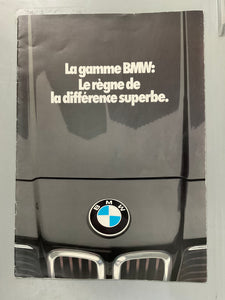 La gamme BMW:
Le règne de
la différence superbe.
BMW